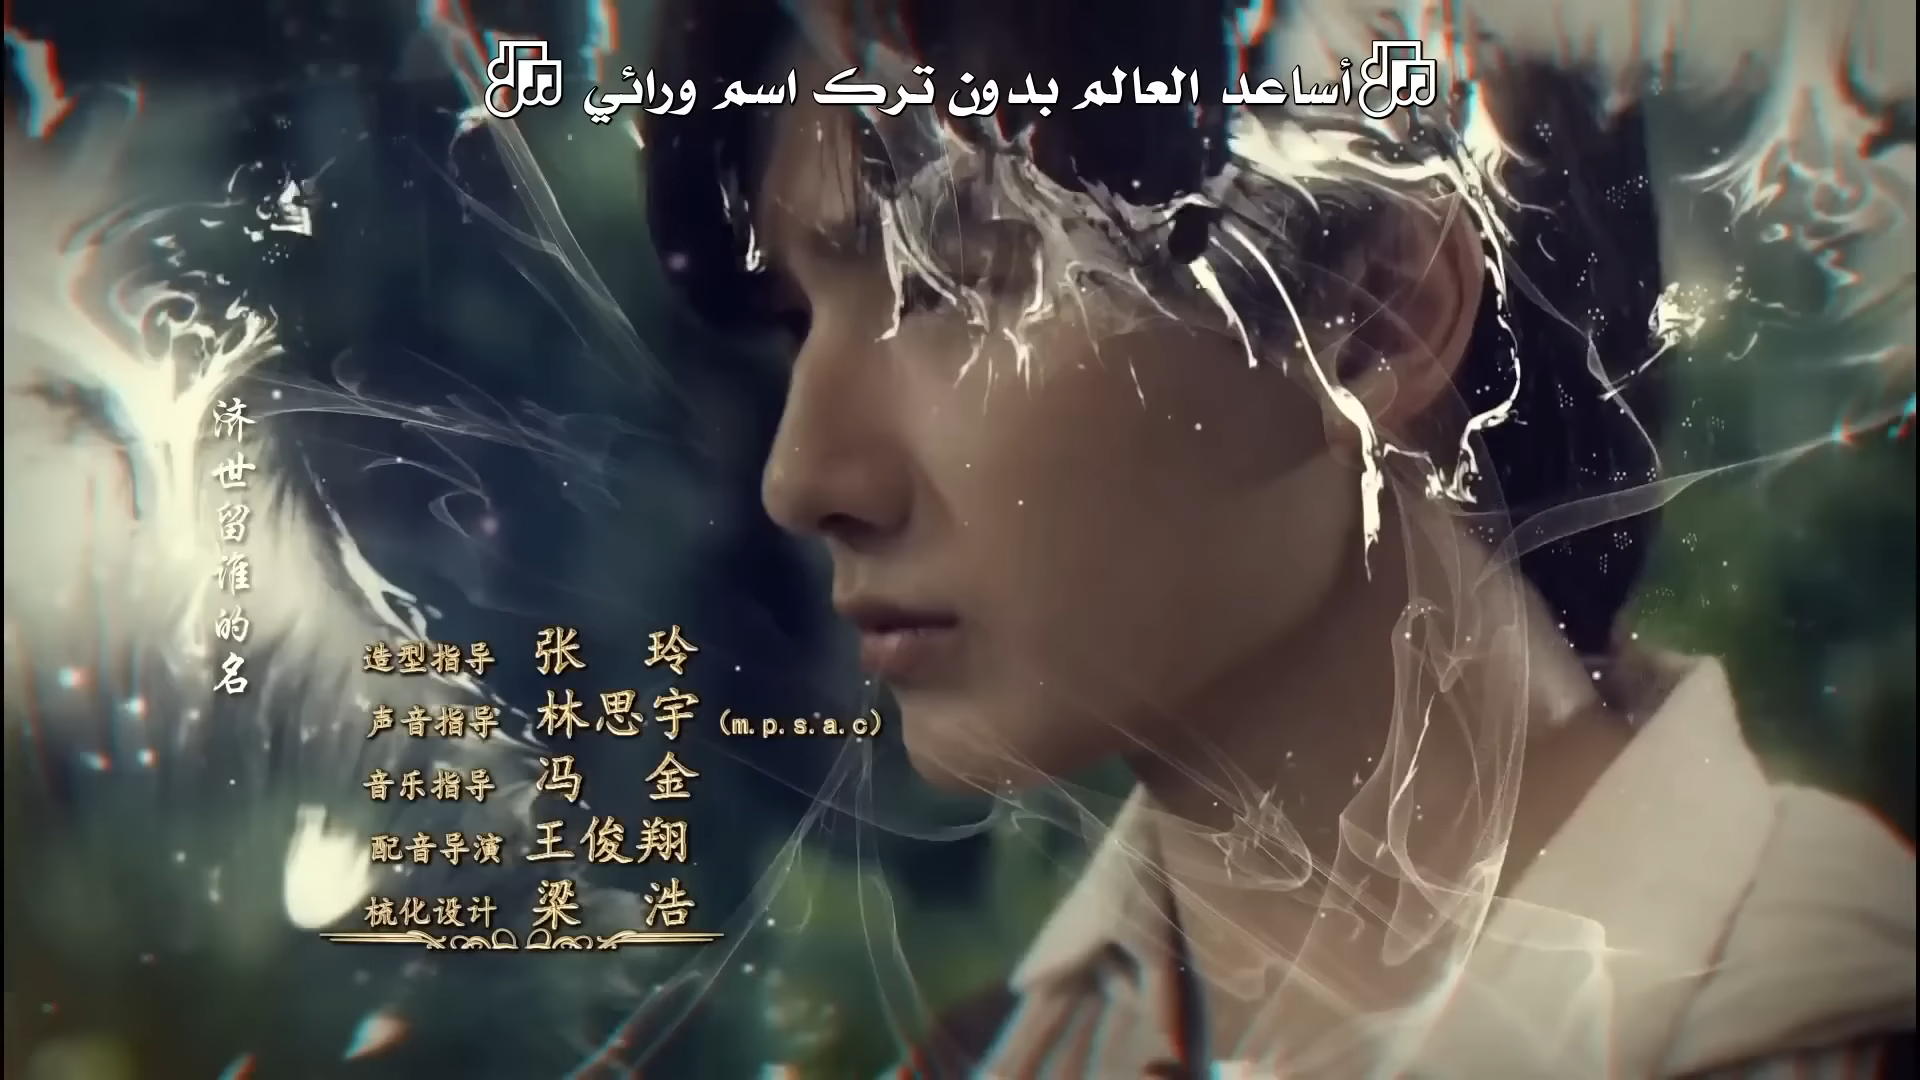 أساعد العالم بدون ترك اسم ورائي
济世留谁的名
造型指导 张 玲
声音指导 林思宇 (m.p.s.a.c)
音乐指导 冯 金
配音导演 王俊翔
梳化设计 梁 浩